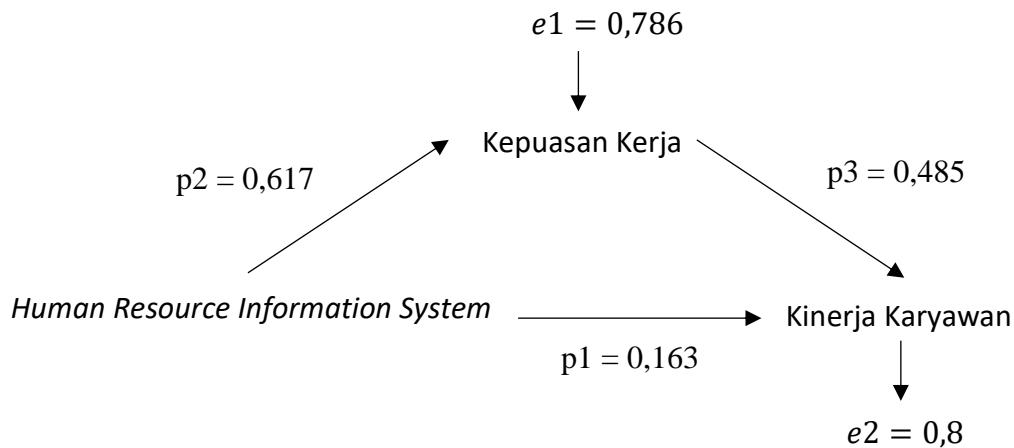 e1 = 0,786
Kepuasan Kerja
p2 = 0,617
p3 = 0,485
Human Resource Information System
Kinerja Karyawan
p1 = 0,163
e2 = 0,8